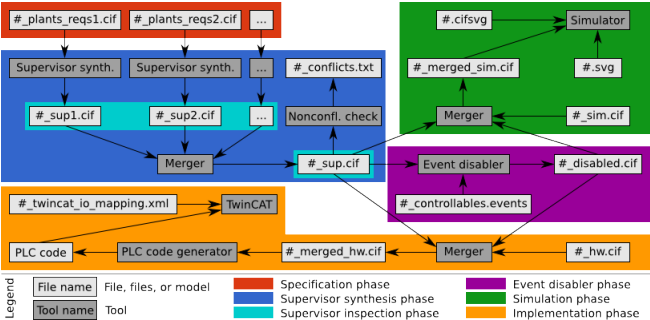 #_plants_reqs1.cif
#_plants_reqs2.cif
...
#.cifsvg
Simulator
Supervisor synth.
Supervisor synth.
...
#_conflicts.txt
#_merged_sim.cif
#.svg
#_sup1.cif
#_sup2.cif
...
Nonconfl. check
Merger
#_sim.cif
Merger
#_sup.cif
Event disabler
#_disabled.cif
#_twincat_io_mapping.xml
TwinCAT
#_controllables.events
PLC code
PLC code generator
#_merged_hw.cif
Merger
#_hw.cif
Legend
File name
File, files, or model
Tool name
Tool
Specification phase
Supervisor synthesis phase
Supervisor inspection phase
Event disabler phase
Simulation phase
Implementation phase